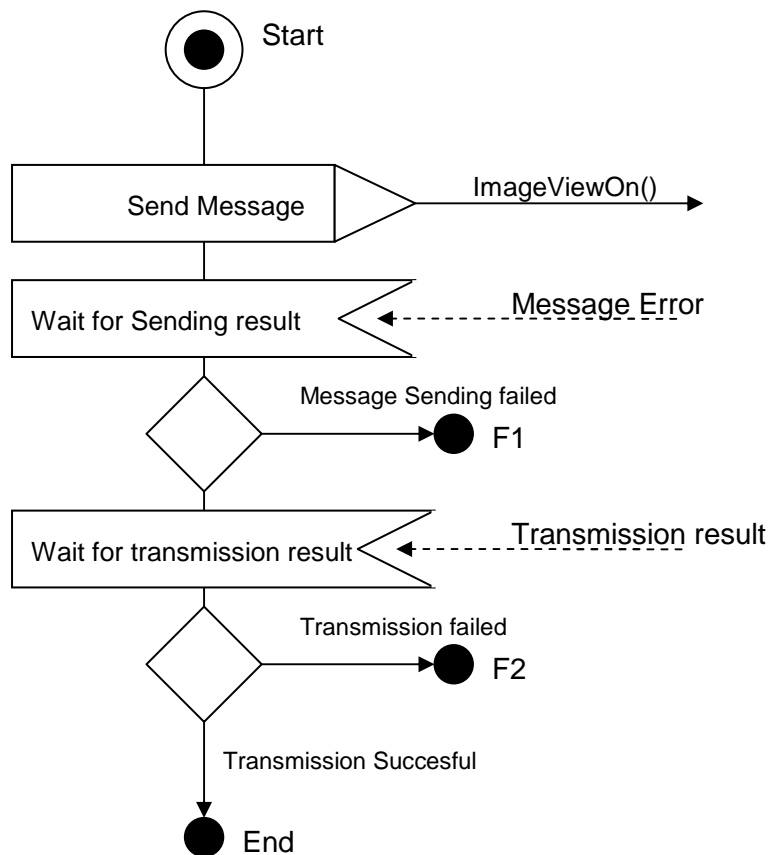 Start
Send Message
ImageViewOn()
Wait for Sending result
Message Error
Message Sending failed
F1
Wait for transmission result
Transmission result
Transmission failed
F2
Transmission Succesful
End